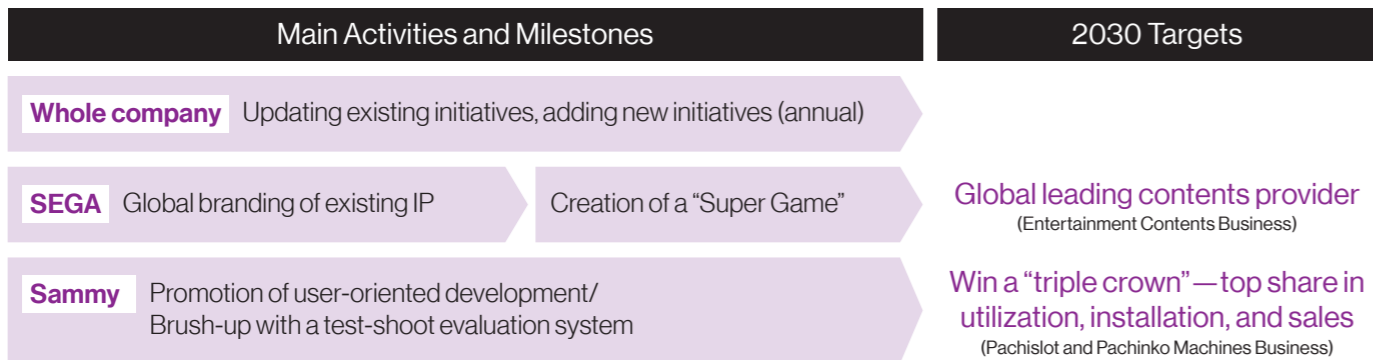 Main Activities and Milestones
2030 Targets
Whole company Updating existing initiatives, adding new initiatives (annual)
SEGA Global branding of existing IP
Creation of a “Super Game”
Global leading contents provider
(Entertainment Contents Business)
Sammy Promotion of user-oriented development/
Brush-up with a test-shoot evaluation system
Win a “triple crown”—top share in
utilization, installation, and sales
(Pachislot and Pachinko Machines Business)